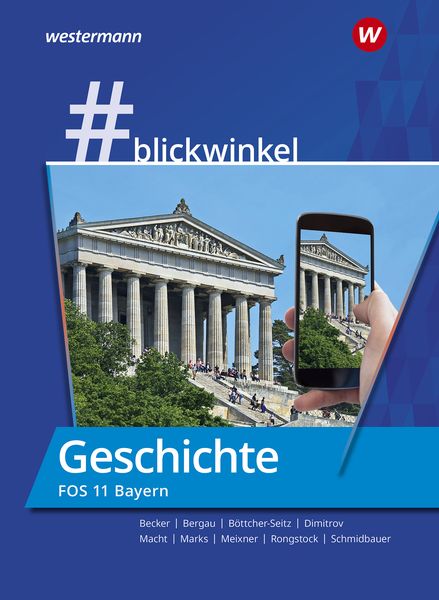 westermann
W
#blickwinkel
Geschichte
FOS 11 Bayern
Becker | Bergau | Böttcher-Seitz | Dimitrov
Macht | Marks | Meixner | Rongstock | Schmidbauer